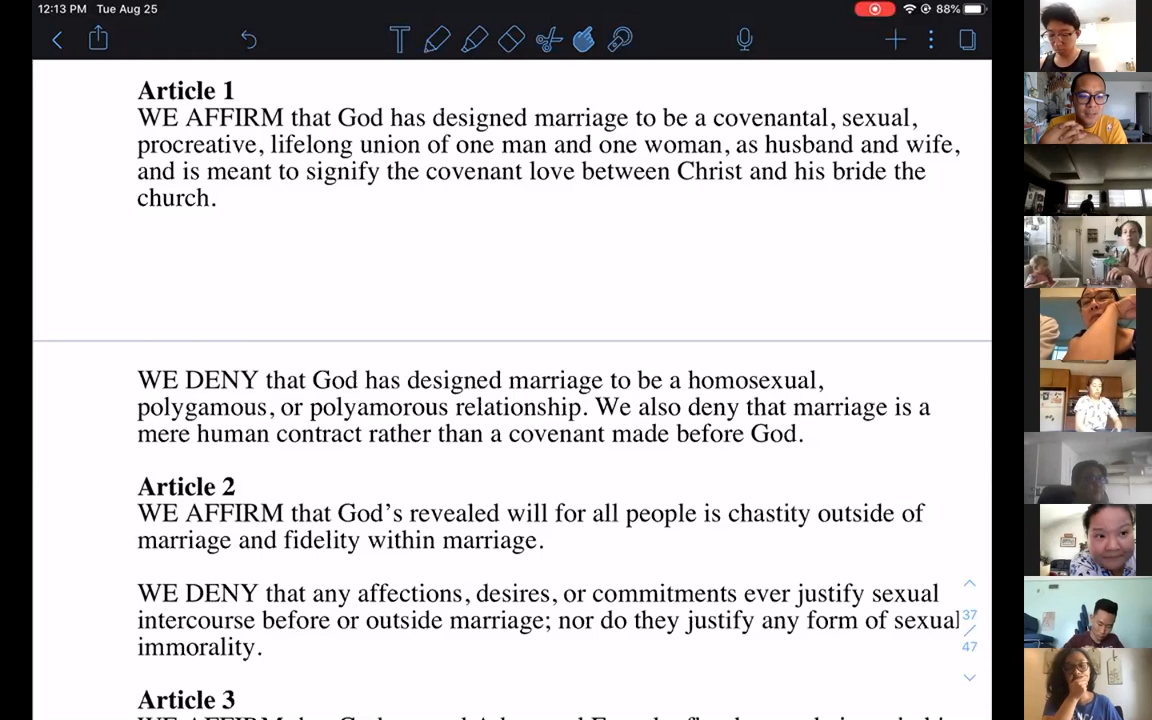 12:13 PM Tue Aug 25
88%
Article 1
WE AFFIRM that God has designed marriage to be a covenantal, sexual,
procreative, lifelong union of one man and one woman, as husband and wife,
and is meant to signify the covenant love between Christ and his bride the
church.
WE DENY that God has designed marriage to be a homosexual,
polygamous, or polyamorous relationship. We also deny that marriage is a
mere human contract rather than a covenant made before God.
Article 2
WE AFFIRM that God’s revealed will for all people is chastity outside of
marriage and fidelity within marriage.
WE DENY that any affections, desires, or commitments ever justify sexual
intercourse before or outside marriage; nor do they justify any form of sexual
immorality.
37
47
Article 3